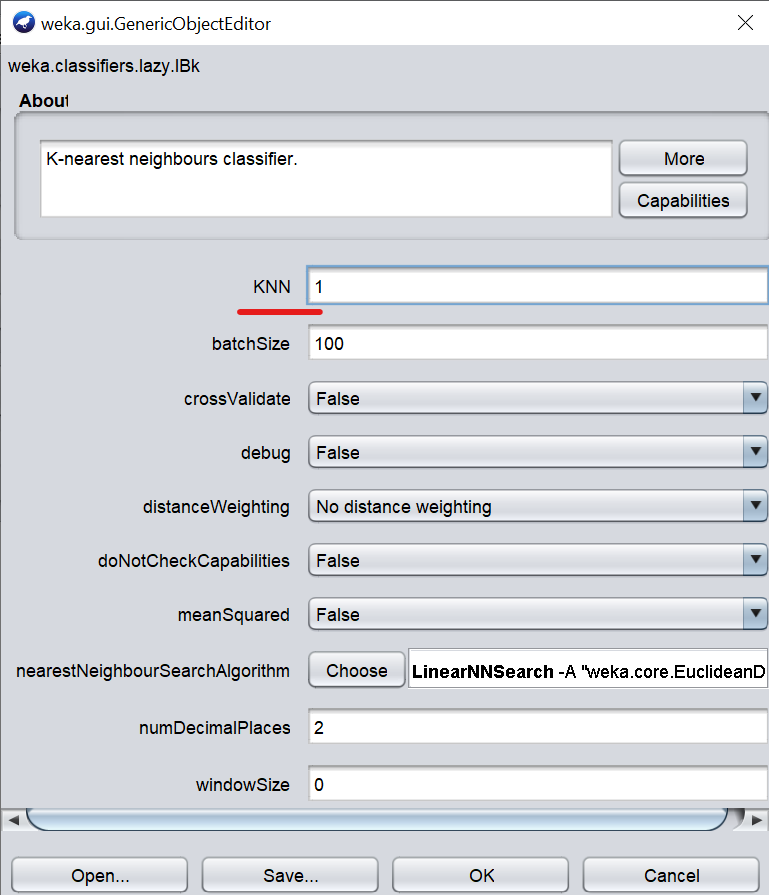 weka.gui.GenericObjectEditor
weka.classifiers.lazy.IBk
About
K-nearest neighbours classifier.
More
Capabilities
KNN 1
batchSize 100
crossValidate False
debug False
distanceWeighting No distance weighting
doNotCheckCapabilities False
meanSquared False
nearestNeighbourSearchAlgorithm Choose LinearNNSearch -A "weka.core.EuclideanD
numDecimalPlaces 2
windowSize 0
Open... Save... OK Cancel